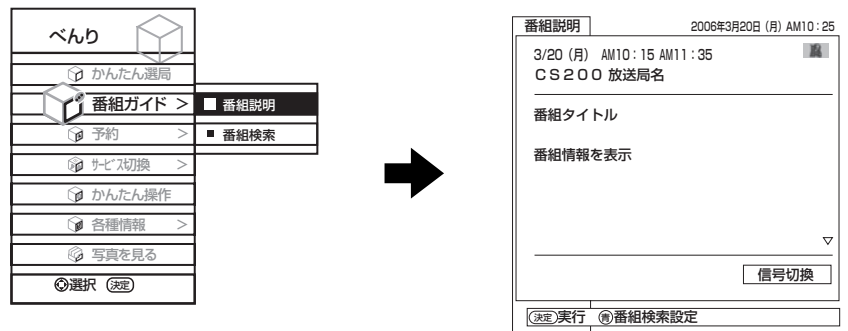 べんり
かんたん選局
番組ガイド >
番組説明
予約 >
番組検索
サービス切換 >
かんたん操作
各種情報 >
写真を見る
選択 決定
番組説明
2006年3月20日 (月) AM10:25
3/20 (月) AM10:15 AM11:35
CS200 放送局名
番組タイトル
番組情報を表示
信号切換
決定 実行 青 番組検索設定